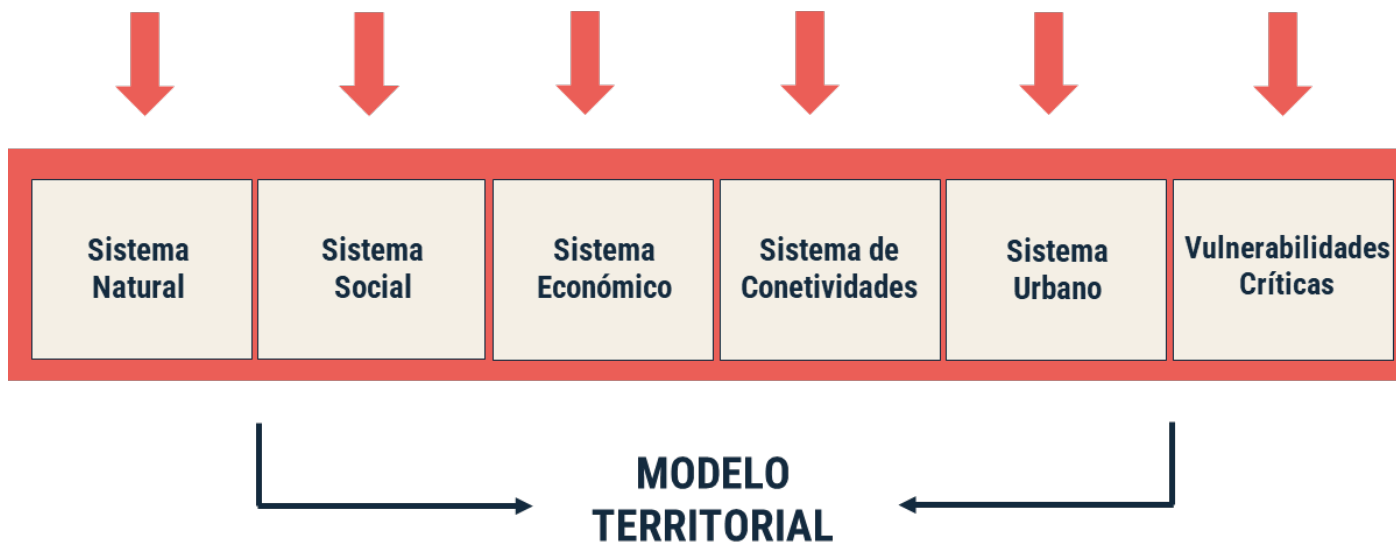 Sistema
Natural
Sistema
Social
Sistema
Económico
Sistema de
Conetividades
Sistema
Urbano
Vulnerabilidades
Críticas
MODELO
TERRITORIAL